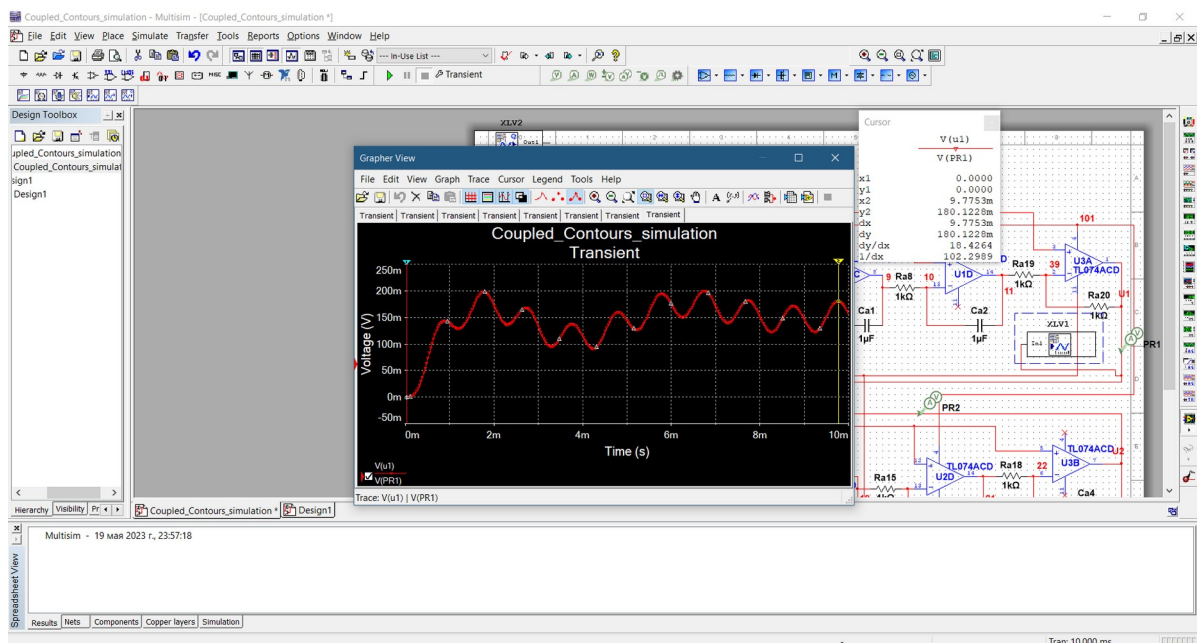 Coupled_Contours_simulation - Multisim - [Coupled_Contours_simulation *]
File Edit View Place Simulate Transfer Tools Reports Options Window Help
--- In-Use List ---
Transient
Design Toolbox
Coupled_Contours_simulat
Design1
XLV2
Grapher View
File Edit View Graph Trace Cursor Legend Tools Help
Transient Transient Transient Transient Transient Transient Transient Transient
Coupled_Contours_simulation
Transient
Voltage (V)
250m
200m
150m
100m
50m
0m
-50m
0m 2m 4m 6m 8m 10m
Time (s)
V(u1)
V(PR1)
Trace: V(u1) | V(PR1)
Cursor
V(u1)
V(PR1)
x1 0.0000
y1 0.0000
x2 9.7753m
y2 180.1228m
dx 9.7753m
dy 180.1228m
dy/dx 18.4264
1/dx 102.2989
101
9 Ra8 10
1kΩ
U1D
11
Ra19 39
1kΩ
U3A
TL074ACD
Ra20
1kΩ
U1
Ca1
1µF
Ca2
1µF
XLV1
In1
PR1
PR2
TL074ACD
U2D
Ra15
Ra18 22
1kΩ
TL074ACD
U3B
U2
Ca4
Hierarchy Visibility Pr
Coupled_Contours_simulation * Design1
Multisim - 19 мая 2023 г., 23:57:18
Spreadsheet View
Results Nets Components Copper layers Simulation
Tran: 10.000 ms